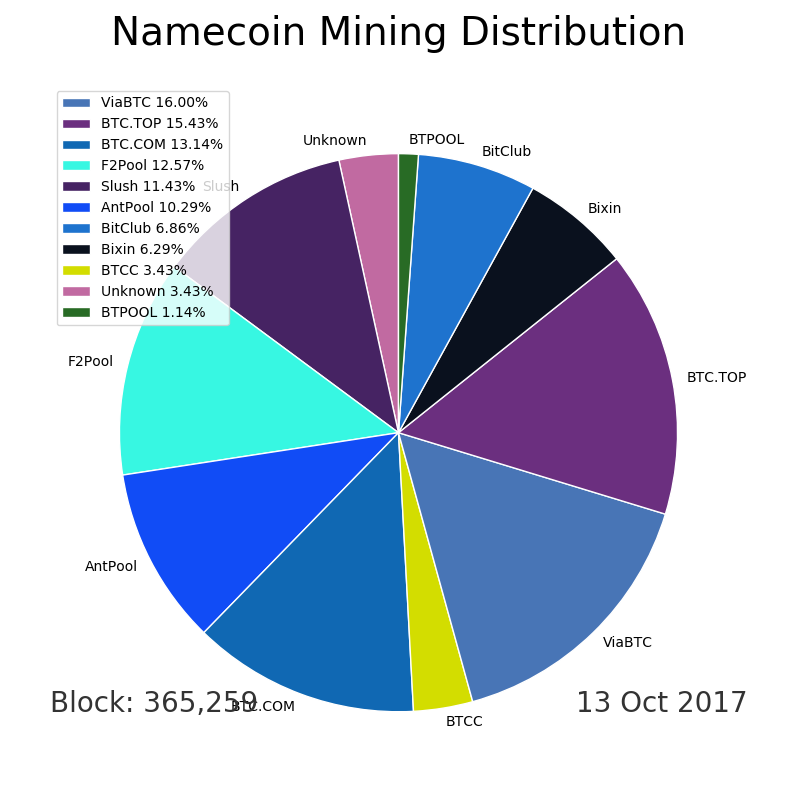 Namecoin Mining Distribution
ViaBTC 16.00%
BTC.TOP 15.43%
BTC.COM 13.14%
F2Pool 12.57%
Slush 11.43%
AntPool 10.29%
BitClub 6.86%
Bixin 6.29%
BTCC 3.43%
Unknown 3.43%
BTPOOL 1.14%
Unknown
BTPOOL
BitClub
Slush
Bixin
F2Pool
BTC.TOP
AntPool
ViaBTC
BTC.COM
BTCC
Block: 365,259
13 Oct 2017